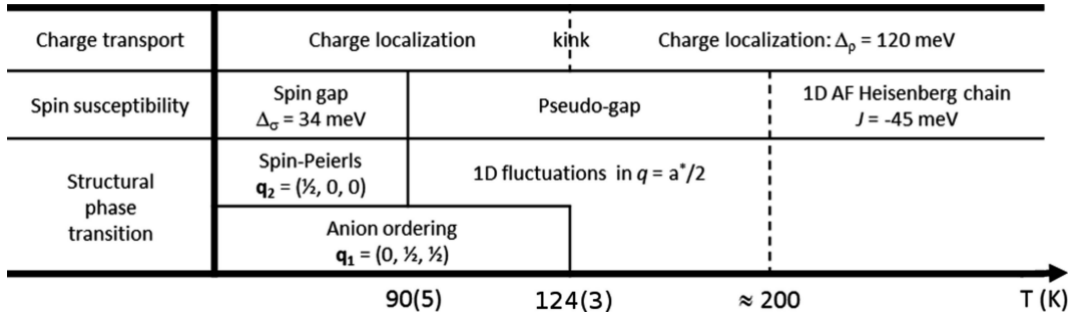 Charge transport
Charge localization
kink
Charge localization: Δρ = 120 meV
Spin susceptibility
Spin gap
Δσ = 34 meV
Pseudo-gap
1D AF Heisenberg chain
J = -45 meV
Structural
phase
transition
Spin-Peierls
q₂ = (½, 0, 0)
1D fluctuations in q = a*/2
Anion ordering
q₁ = (0, ½, ½)
90(5)
124(3)
≈ 200
T (K)